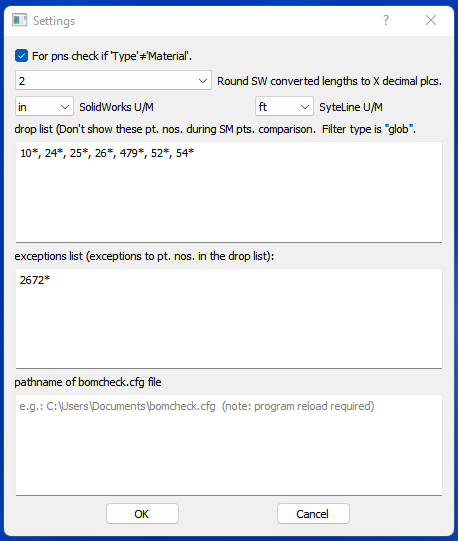 Settings
?
For pns check if 'Type'≠'Material'.
2 Round SW converted lengths to X decimal plcs.
in SolidWorks U/M ft SyteLine U/M
drop list (Don't show these pt. nos. during SM pts. comparison.  Filter type is "glob".
10*, 24*, 25*, 26*, 479*, 52*, 54*
exceptions list (exceptions to pt. nos. in the drop list):
2672*
pathname of bomcheck.cfg file
e.g.: C:\Users\Documents\bomcheck.cfg  (note: program reload required)
OK Cancel